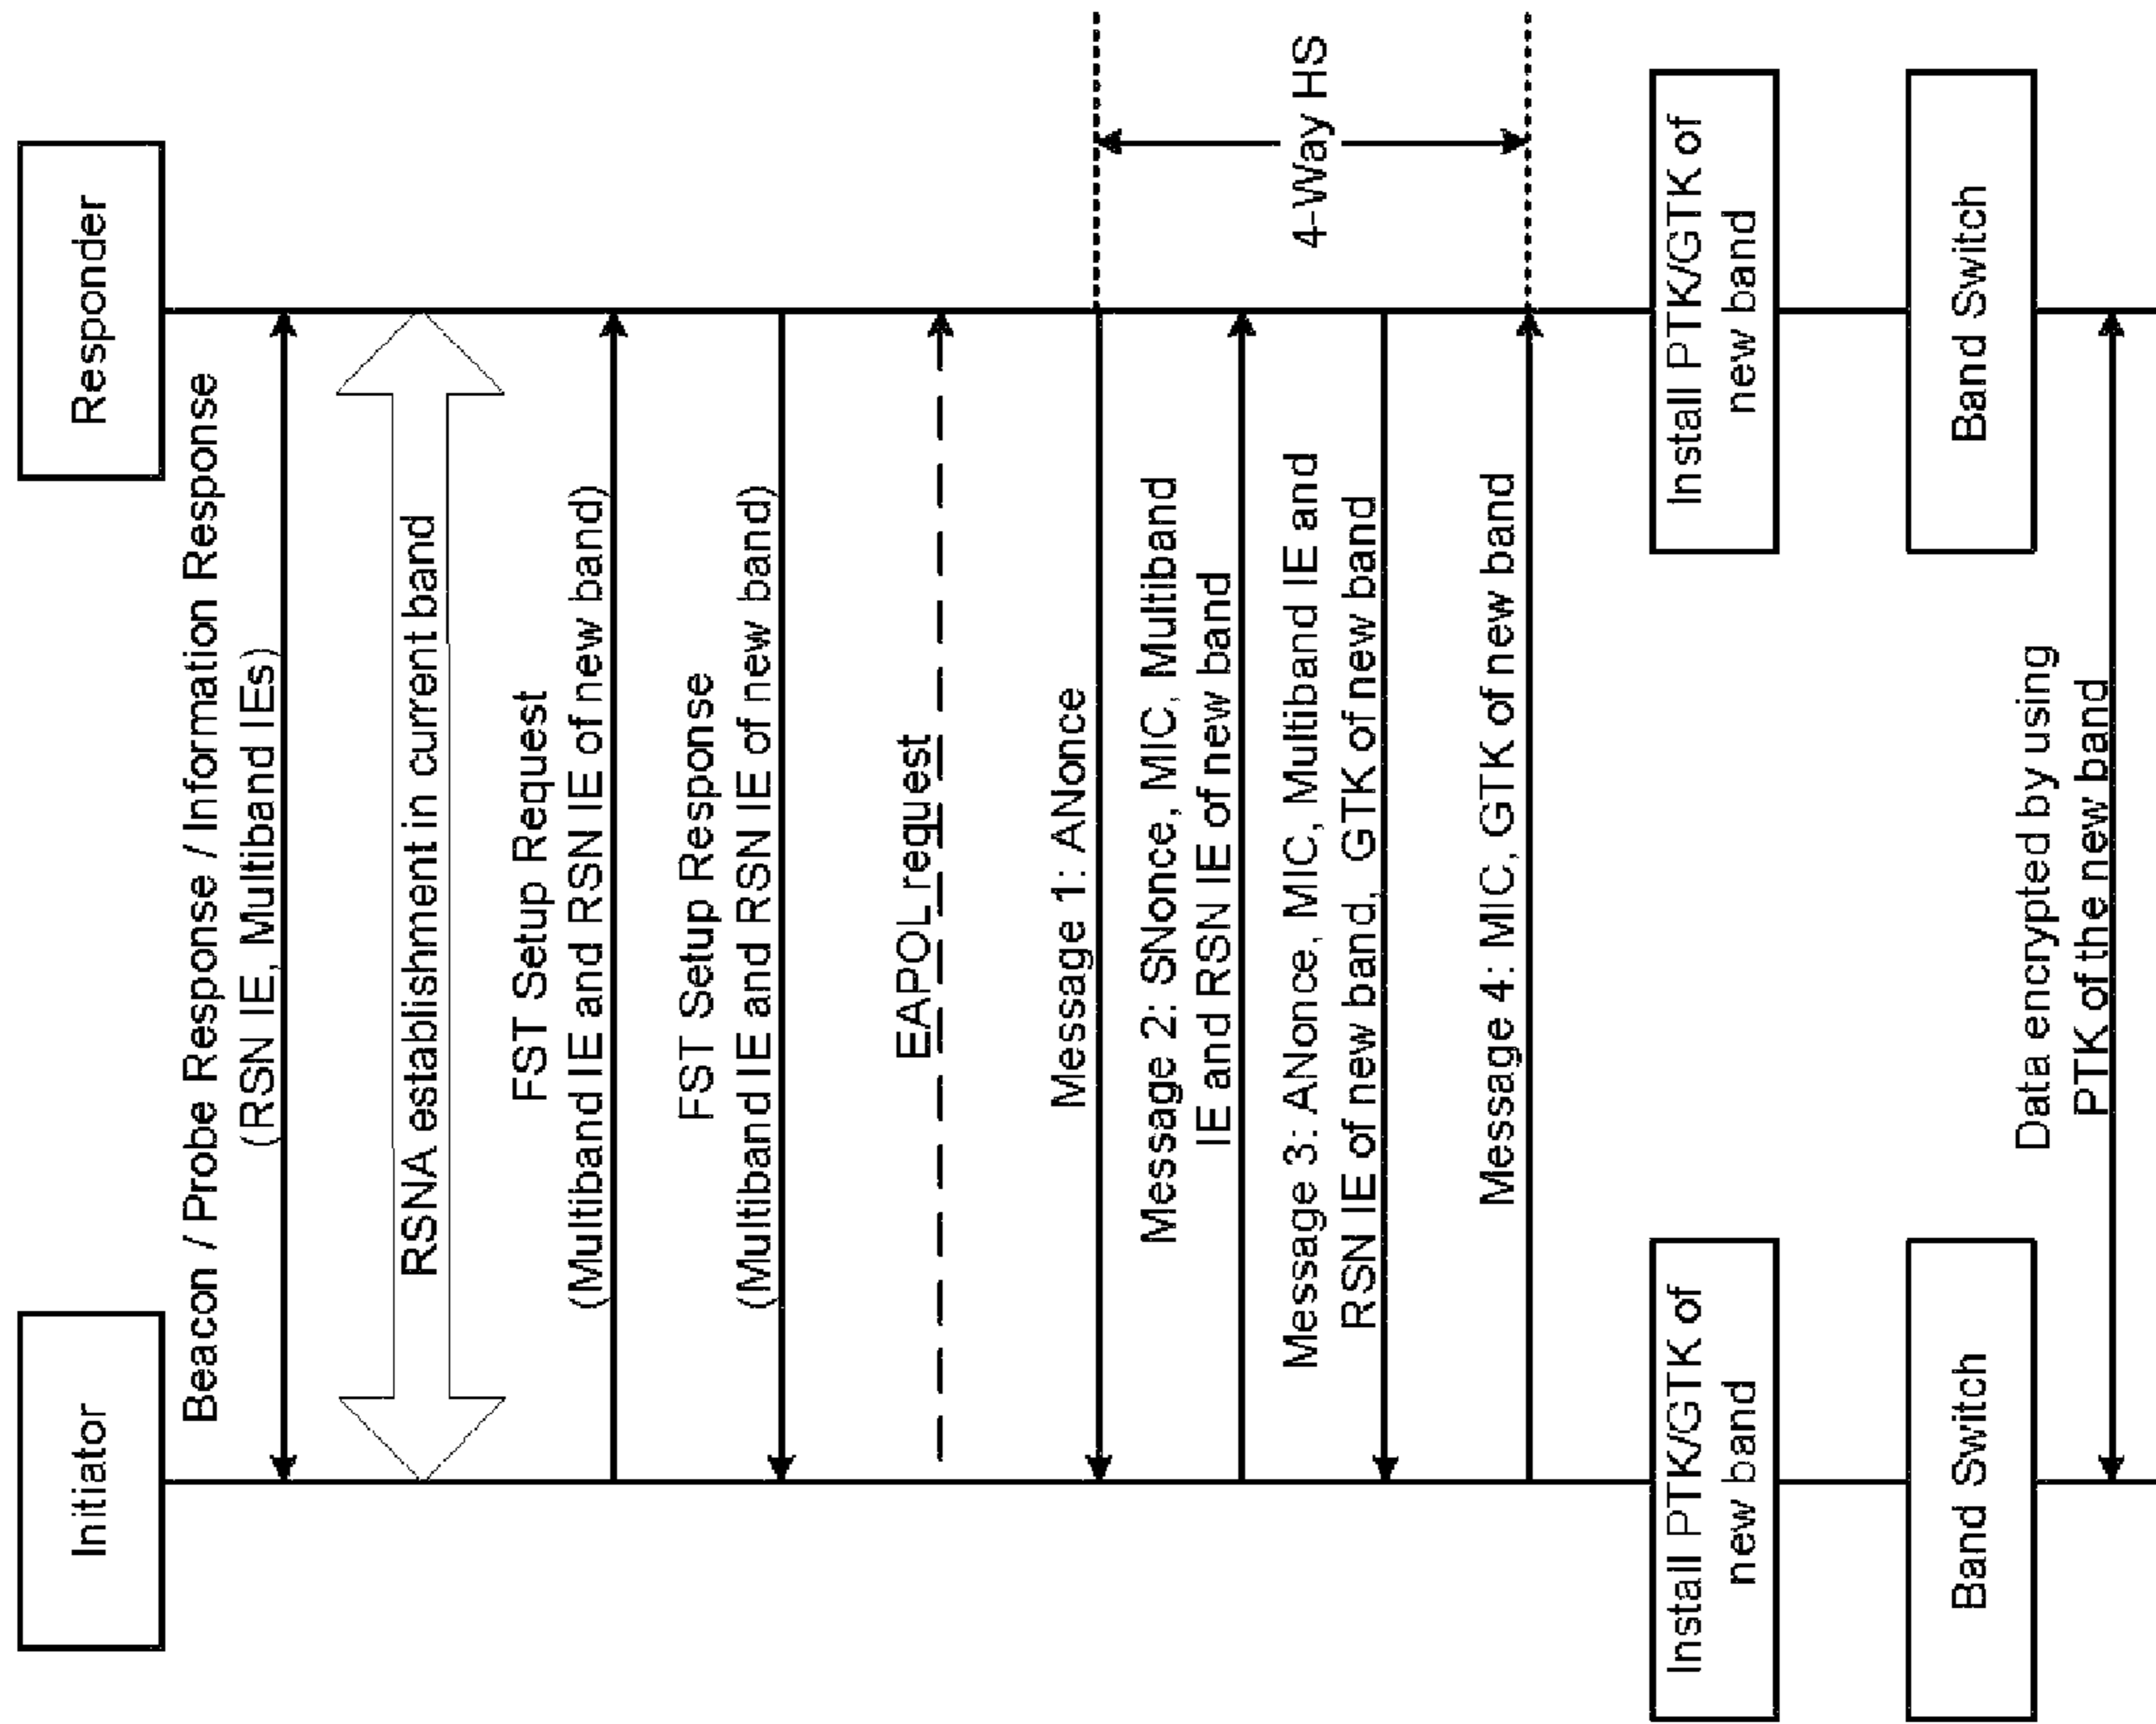 Initiator
Responder
Beacon / Probe Response / Information Response
(RSN IE, Multiband IEs)
RSNA establishment in current band
FST Setup Request
(Multiband IE and RSN IE of new band)
FST Setup Response
(Multiband IE and RSN IE of new band)
EAPOL request
Message 1: ANonce
Message 2: SNonce, MIC, Multiband
IE and RSN IE of new band
Message 3: ANonce, MIC, Multiband IE and
RSN IE of new band, GTK of new band
Message 4: MIC, GTK of new band
4-Way HS
Install PTK/GTK of
new band
Install PTK/GTK of
new band
Band Switch
Band Switch
Data encrypted by using
PTK of the new band